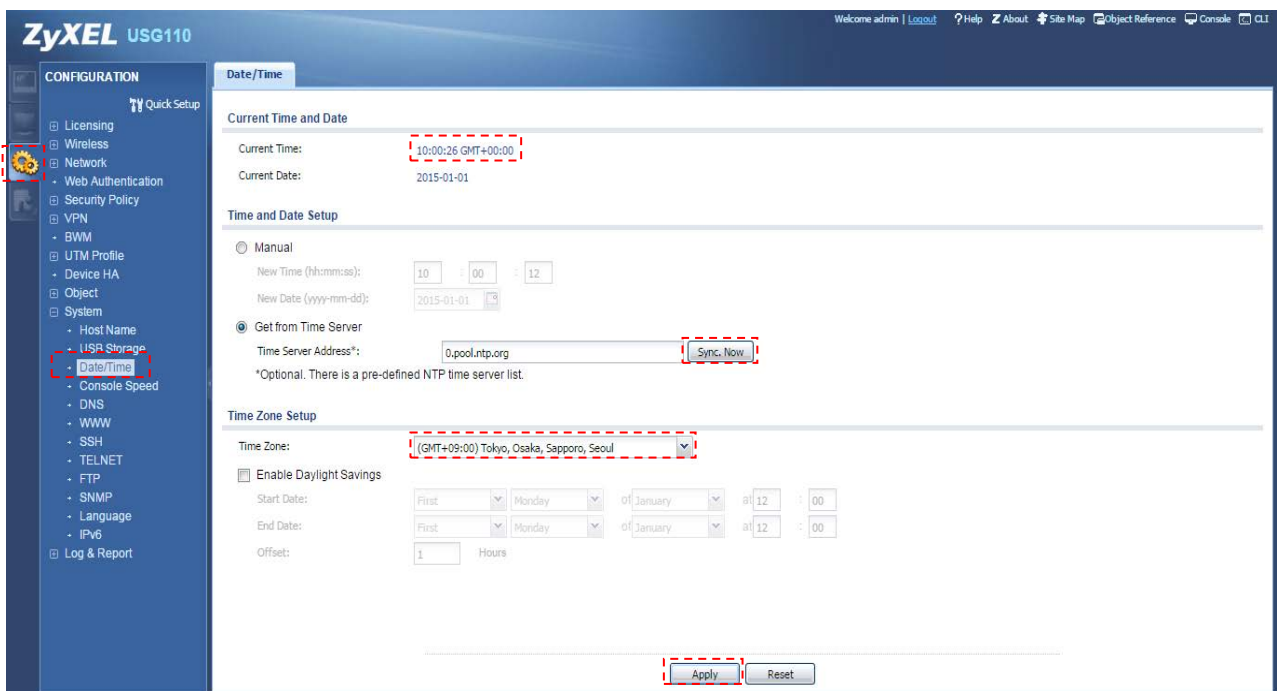 ZyXEL USG110
Welcome admin | Logout ?Help Z About Site Map Object Reference Console CLI
CONFIGURATION
Quick Setup
Licensing
Wireless
Network
Web Authentication
Security Policy
VPN
BWM
UTM Profile
Device HA
Object
System
Host Name
USB Storage
Date/Time
Console Speed
DNS
WWW
SSH
TELNET
FTP
SNMP
Language
IPv6
Log & Report
Date/Time
Current Time and Date
Current Time: 10:00:26 GMT+00:00
Current Date: 2015-01-01
Time and Date Setup
Manual
New Time (hh:mm:ss): 10 : 00 : 12
New Date (yyyy-mm-dd): 2015-01-01
Get from Time Server
Time Server Address*: 0.pool.ntp.org Sync. Now
*Optional. There is a pre-defined NTP time server list.
Time Zone Setup
Time Zone: (GMT+09:00) Tokyo, Osaka, Sapporo, Seoul
Enable Daylight Savings
Start Date: First Monday of January at 12 : 00
End Date: First Monday of January at 12 : 00
Offset: 1 Hours
Apply Reset